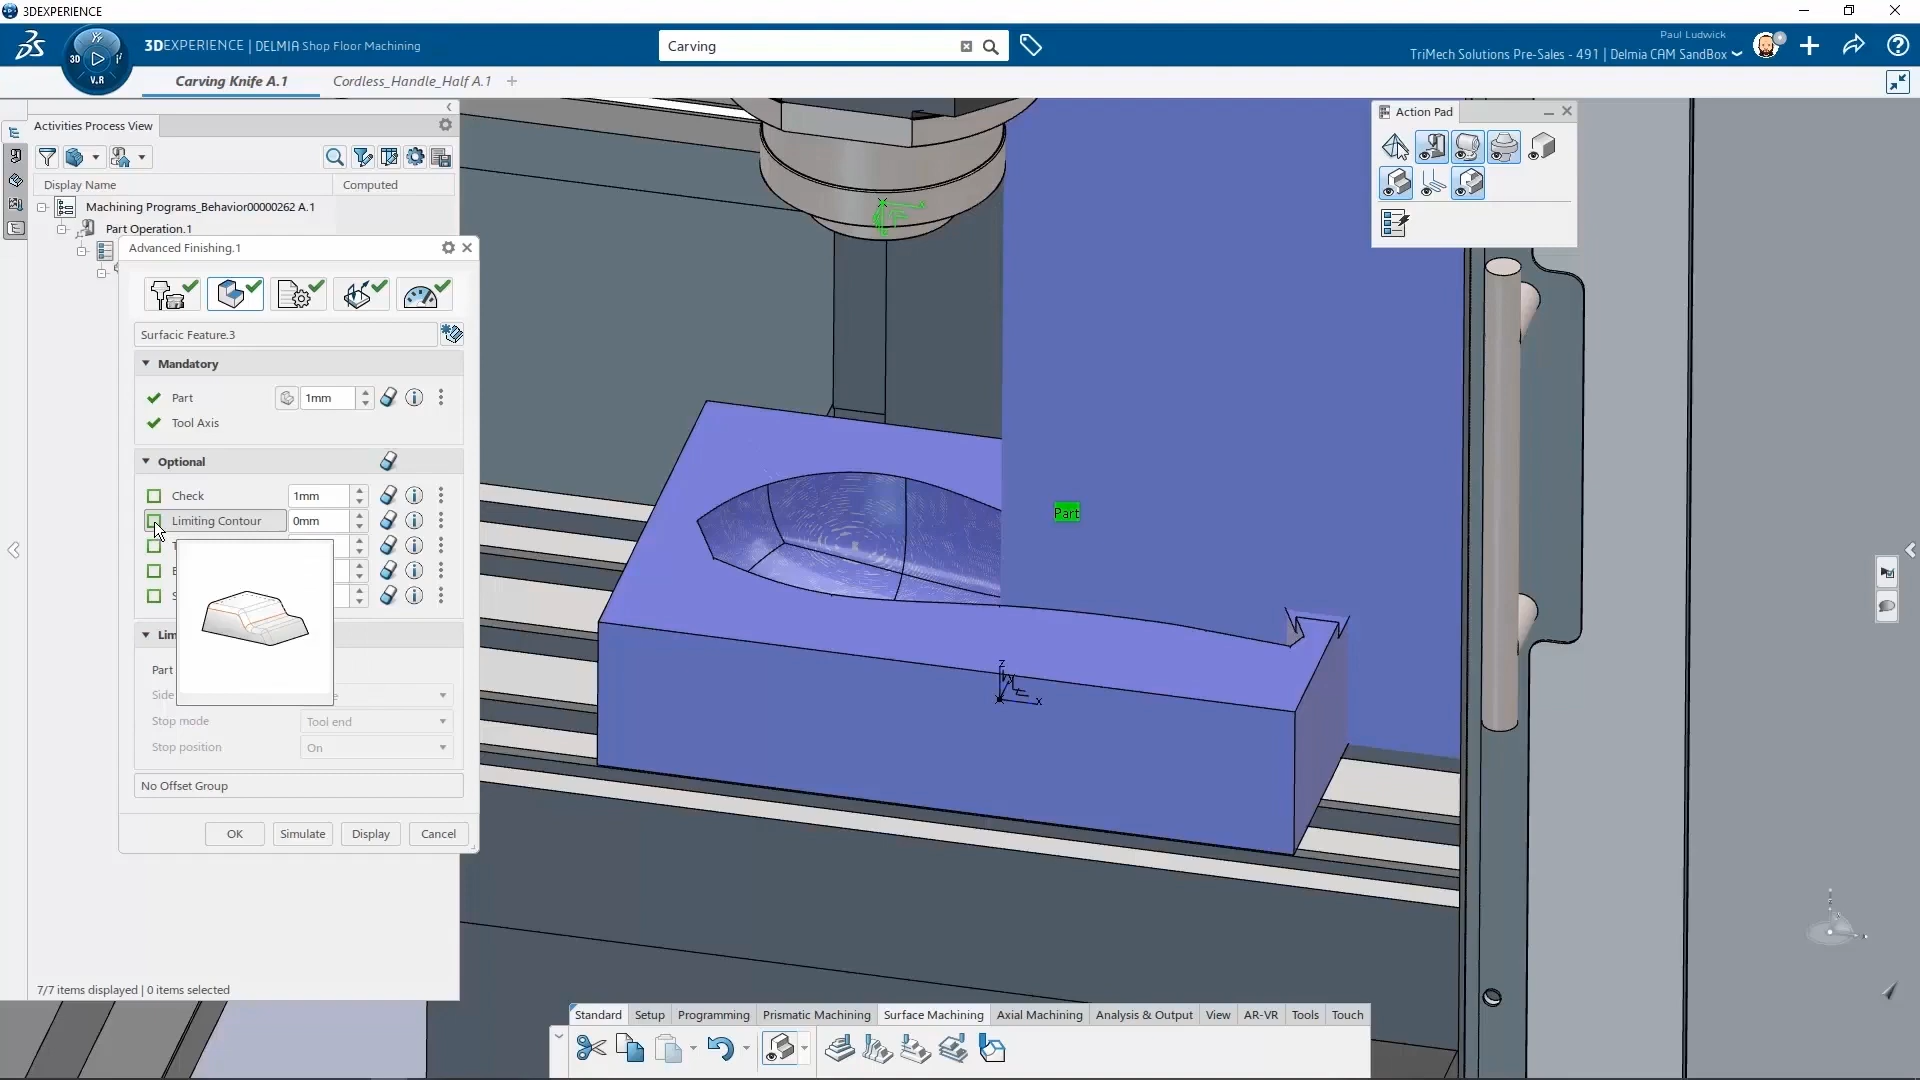 3DEXPERIENCE
3DEXPERIENCE | DELMIA Shop Floor Machining
Carving
Paul Ludwick
TriMech Solutions Pre-Sales - 491 | Delmia CAM SandBox
3D
V.R
Carving Knife A.1
Cordless_Handle_Half A.1
Activities Process View
Action Pad
Display Name
Computed
Machining Programs_Behavior00000262 A.1
Part Operation.1
Advanced Finishing.1
Surfacic Feature.3
Mandatory
Part
1mm
Tool Axis
Optional
Check
1mm
Limiting Contour
0mm
Lim
Part
Side
Stop mode
Tool end
Stop position
On
No Offset Group
OK
Simulate
Display
Cancel
Part
z
x
7/7 items displayed | 0 items selected
Standard
Setup
Programming
Prismatic Machining
Surface Machining
Axial Machining
Analysis & Output
View
AR-VR
Tools
Touch